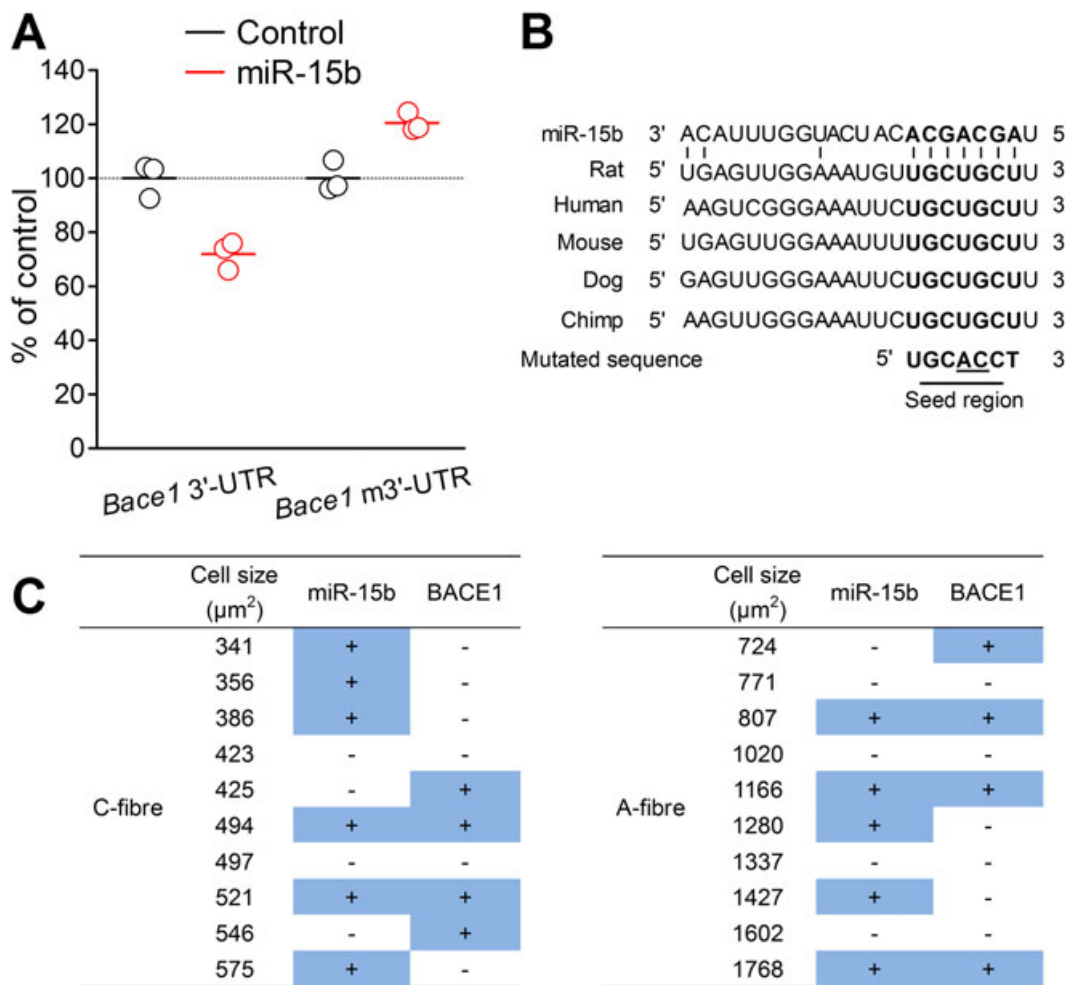 A
Control
miR-15b
140
120
100
80
60
40
20
0
% of control
Bace1 3'-UTR
Bace1 m3'-UTR
B
miR-15b 3' ACAUUUGGUACUACACGACGAU 5
Rat 5' UGAGUUGGAAAUGUUGCUGCUU 3
Human 5' AAGUCGGGAAAUUCUGCUGCUU 3
Mouse 5' UGAGUUGGAAAUUUUGCUGCUU 3
Dog 5' GAGUUGGGAAAUUCUGCUGCUU 3
Chimp 5' AAGUUGGGAAAUUCUGCUGCUU 3
Mutated sequence 5' UGCACCT 3
Seed region
C
Cell size (µm²) miR-15b BACE1
C-fibre
341 + -
356 + -
386 + -
423 - -
425 - +
494 + +
497 - -
521 + +
546 - +
575 + -
Cell size (µm²) miR-15b BACE1
A-fibre
724 - +
771 - -
807 + +
1020 - -
1166 + +
1280 + -
1337 - -
1427 + -
1602 - -
1768 + +